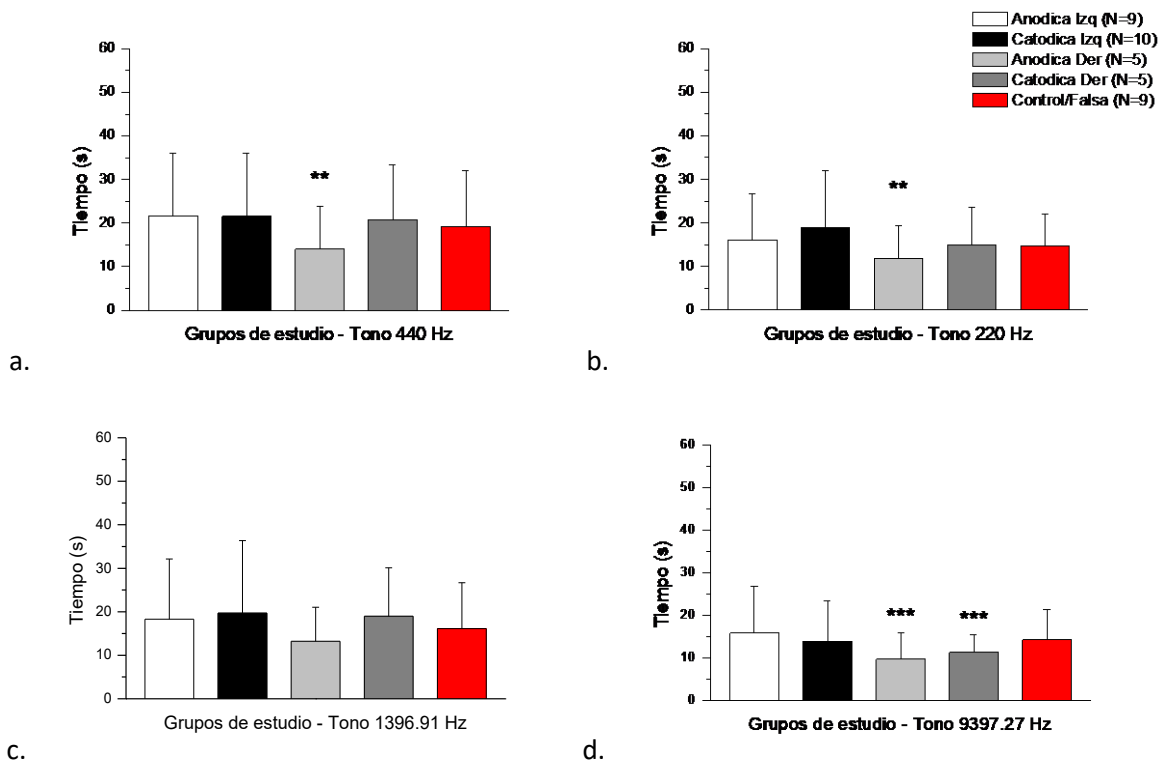 Anodica Izq (N=9)
Catodica Izq (N=10)
Anodica Der (N=5)
Catodica Der (N=5)
Control/Falsa (N=9)
60
50
40
30
20
10
0
Tiempo (s)
**
Grupos de estudio - Tono 440 Hz
a.
60
50
40
30
20
10
0
Tiempo (s)
**
Grupos de estudio - Tono 220 Hz
b.
60
50
40
30
20
10
0
Tiempo (s)
Grupos de estudio - Tono 1396.91 Hz
c.
60
50
40
30
20
10
0
Tiempo (s)
*** ***
Grupos de estudio - Tono 9397.27 Hz
d.